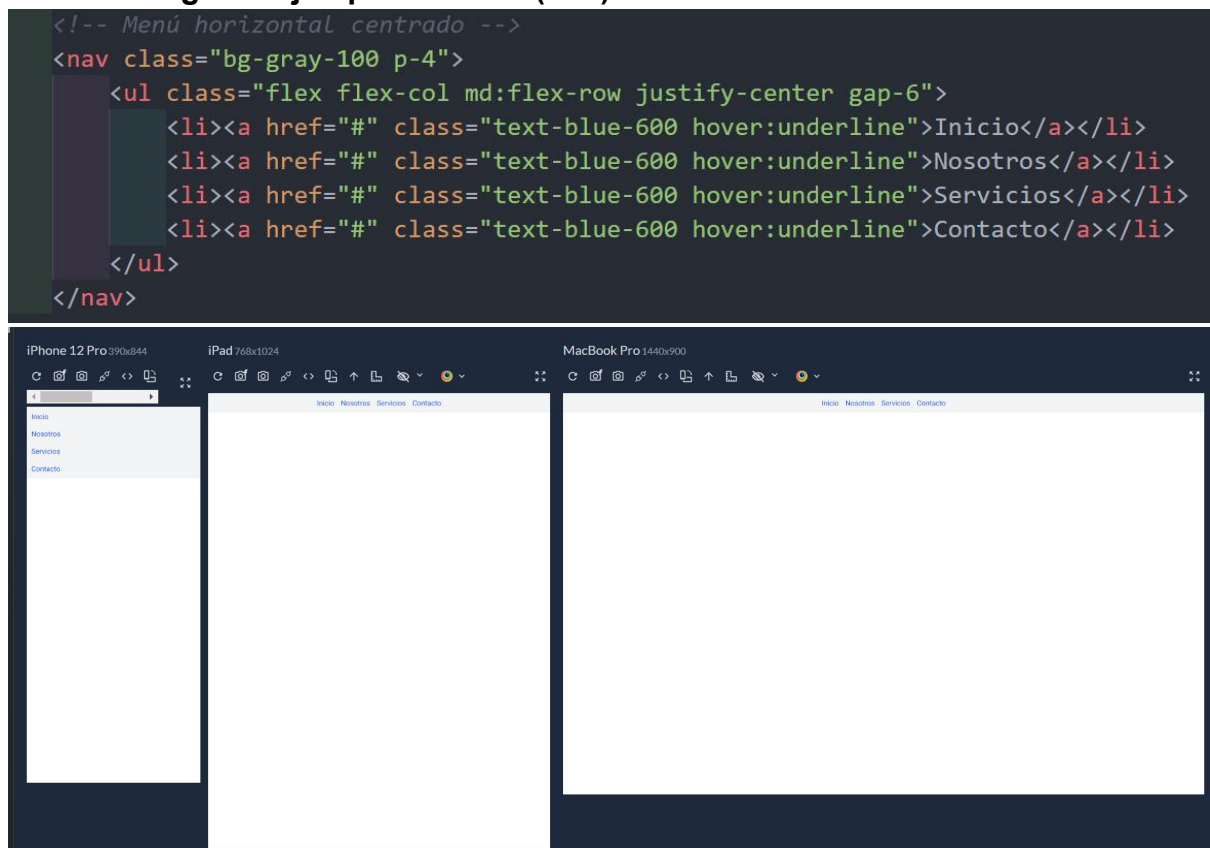 <!-- Menú horizontal centrado -->
<nav class="bg-gray-100 p-4">
<ul class="flex flex-col md:flex-row justify-center gap-6">
<li><a href="#" class="text-blue-600 hover:underline">Inicio</a></li>
<li><a href="#" class="text-blue-600 hover:underline">Nosotros</a></li>
<li><a href="#" class="text-blue-600 hover:underline">Servicios</a></li>
<li><a href="#" class="text-blue-600 hover:underline">Contacto</a></li>
</ul>
</nav>
iPhone 12 Pro 390x844
Inicio
Nosotros
Servicios
Contacto
iPad 768x1024
Inicio Nosotros Servicios Contacto
MacBook Pro 1440x900
Inicio Nosotros Servicios Contacto